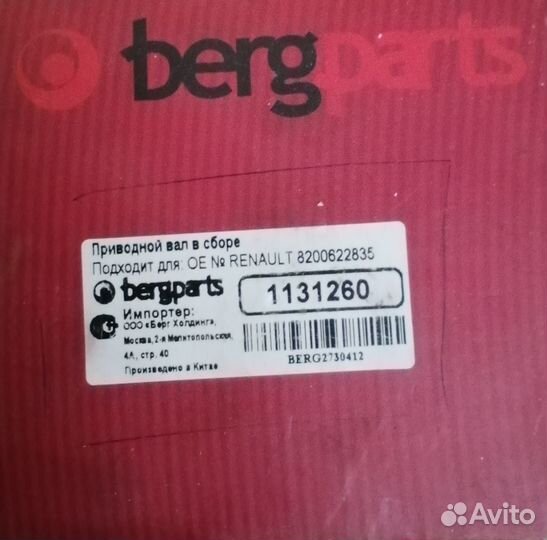 bergparts
Приводной вал в сборе
Подходит для: OE № RENAULT 8200622835
bergparts
1131260
Импортер:
ООО «Берг Холдинг»,
Москва, 2-я Мелитопольская,
4А, стр. 40
Произведено в Китае
BERG2730412
Avito